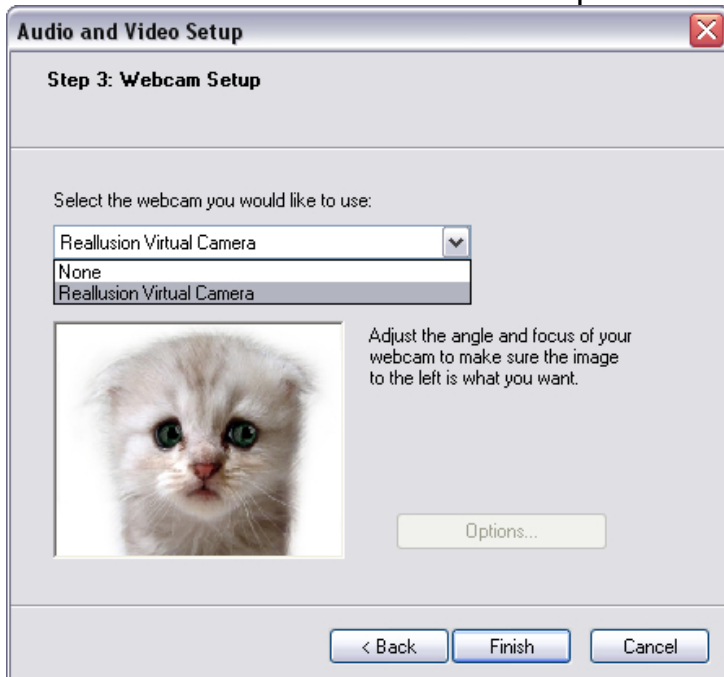 Audio and Video Setup
Step 3: Webcam Setup
Select the webcam you would like to use:
Reallusion Virtual Camera
None
Reallusion Virtual Camera
Adjust the angle and focus of your
webcam to make sure the image
to the left is what you want.
Options...
< Back
Finish
Cancel